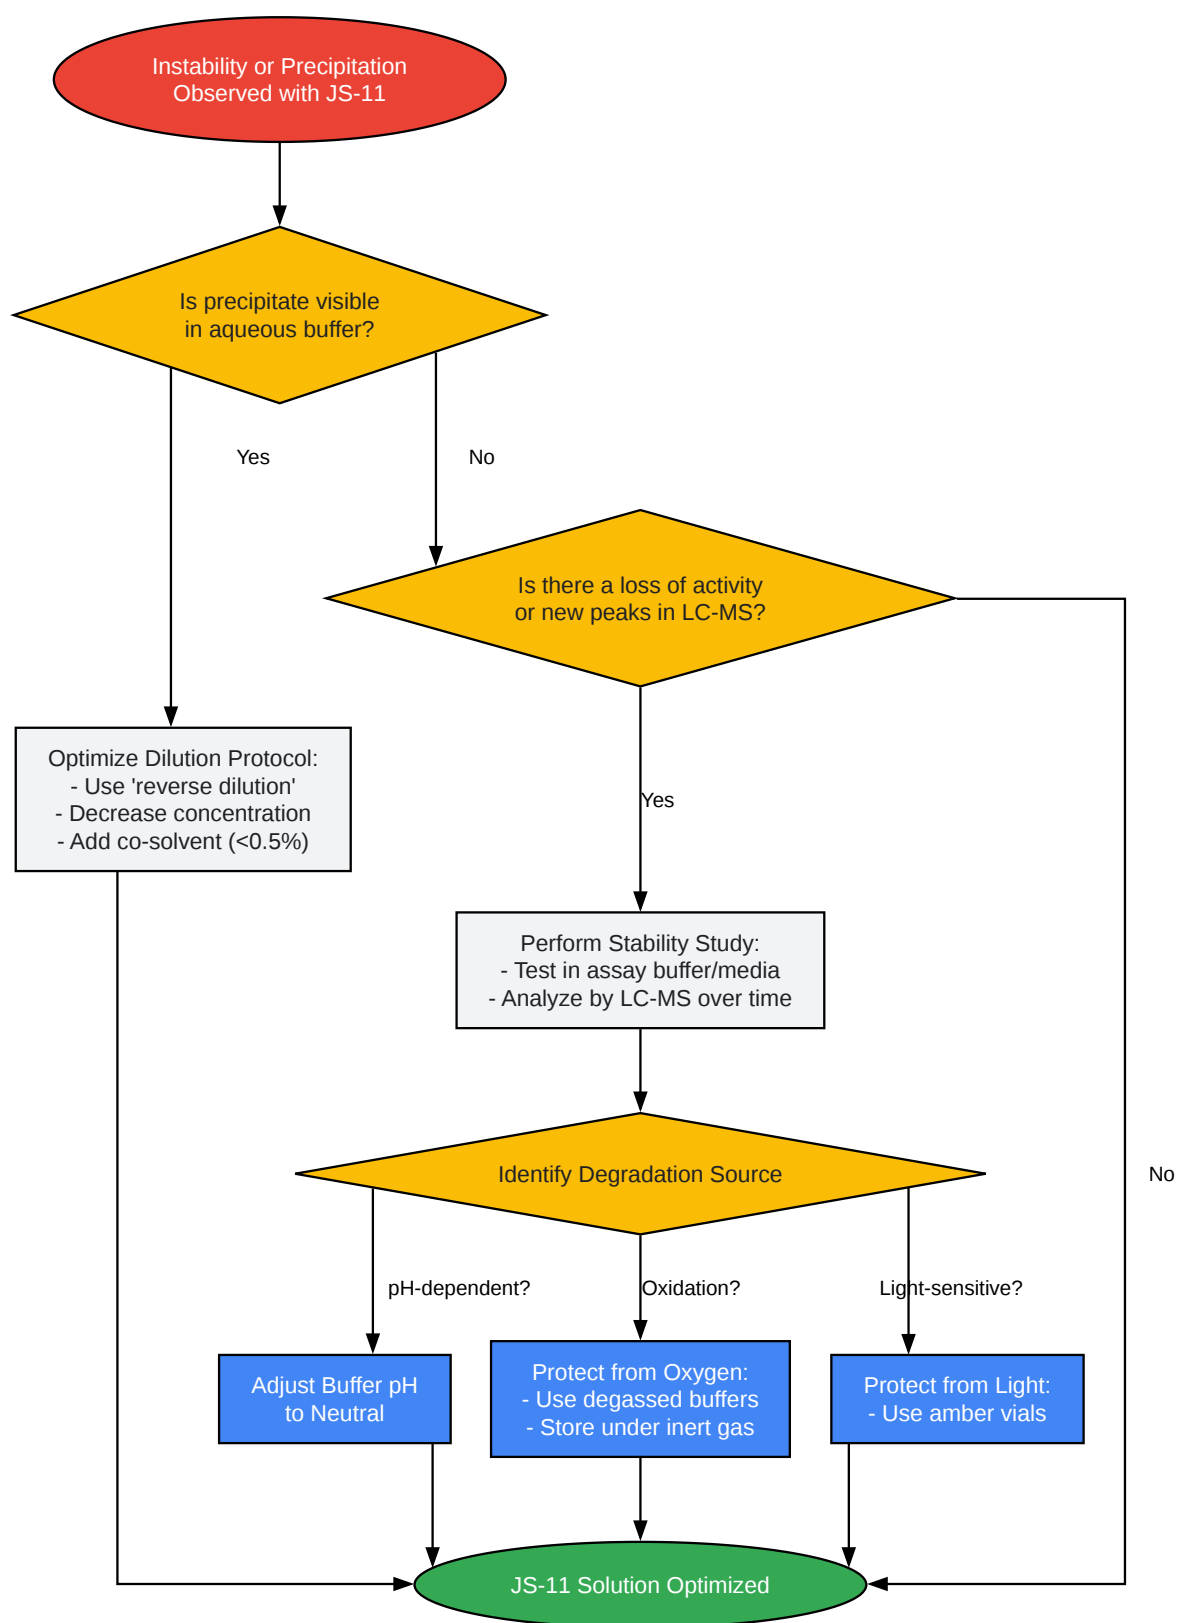 Instability or Precipitation
Observed with JS-11
Is precipitate visible
in aqueous buffer?
Yes
No
Is there a loss of activity
or new peaks in LC-MS?
Optimize Dilution Protocol:
- Use 'reverse dilution'
- Decrease concentration
- Add co-solvent (<0.5%)
Yes
Perform Stability Study:
- Test in assay buffer/media
- Analyze by LC-MS over time
Identify Degradation Source
No
pH-dependent?
Oxidation?
Light-sensitive?
Adjust Buffer pH
to Neutral
Protect from Oxygen:
- Use degassed buffers
- Store under inert gas
Protect from Light:
- Use amber vials
JS-11 Solution Optimized